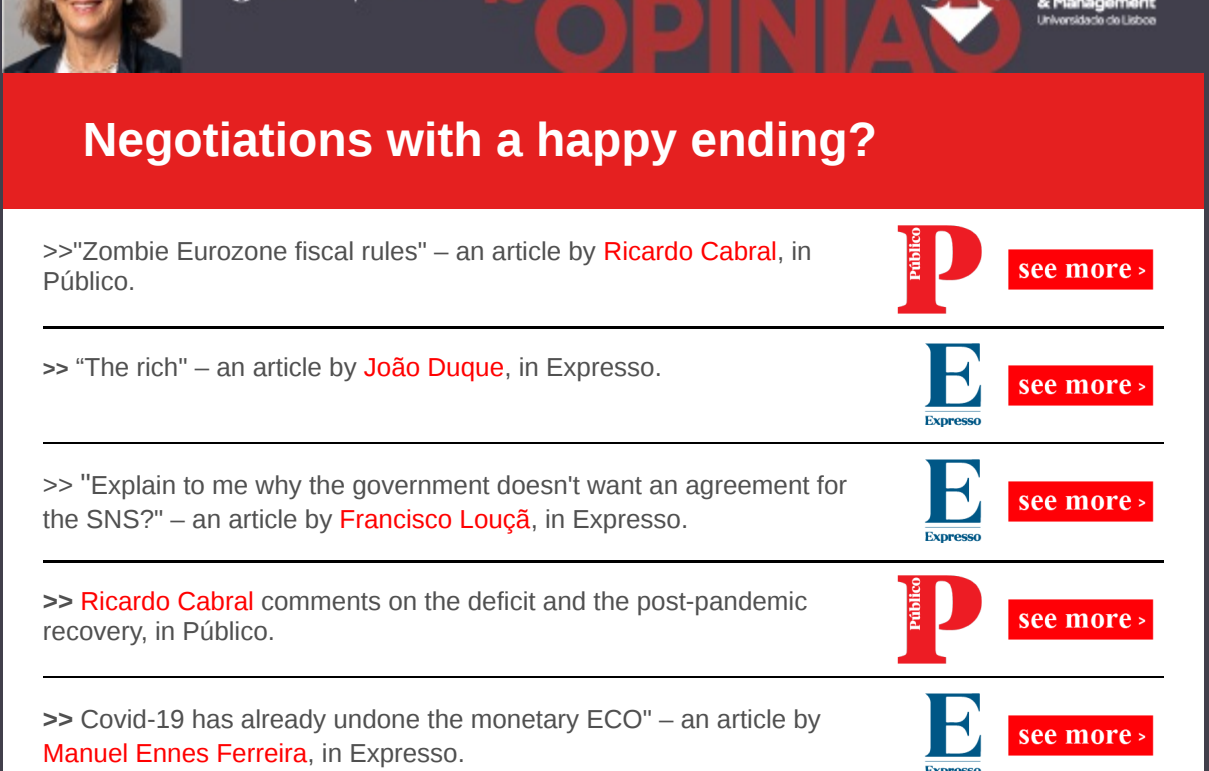 & Management
Universidade de Lisboa
OPINIÃO
Negotiations with a happy ending?
>>"Zombie Eurozone fiscal rules" – an article by Ricardo Cabral, in
Público.
Público
P
see more >
>> “The rich" – an article by João Duque, in Expresso.
E
Expresso
see more >
>> "Explain to me why the government doesn't want an agreement for
the SNS?" – an article by Francisco Louçã, in Expresso.
E
Expresso
see more >
>> Ricardo Cabral comments on the deficit and the post-pandemic
recovery, in Público.
Público
P
see more >
>> Covid-19 has already undone the monetary ECO" – an article by
Manuel Ennes Ferreira, in Expresso.
E
Expresso
see more >